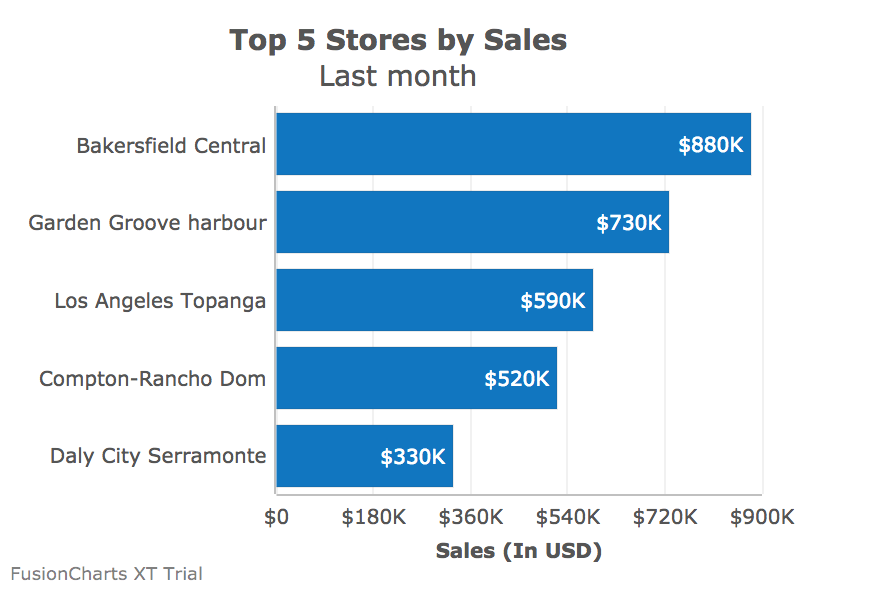 Top 5 Stores by Sales
Last month
Bakersfield Central
$880K
Garden Groove harbour
$730K
Los Angeles Topanga
$590K
Compton-Rancho Dom
$520K
Daly City Serramonte
$330K
$0 $180K $360K $540K $720K $900K
Sales (In USD)
FusionCharts XT Trial